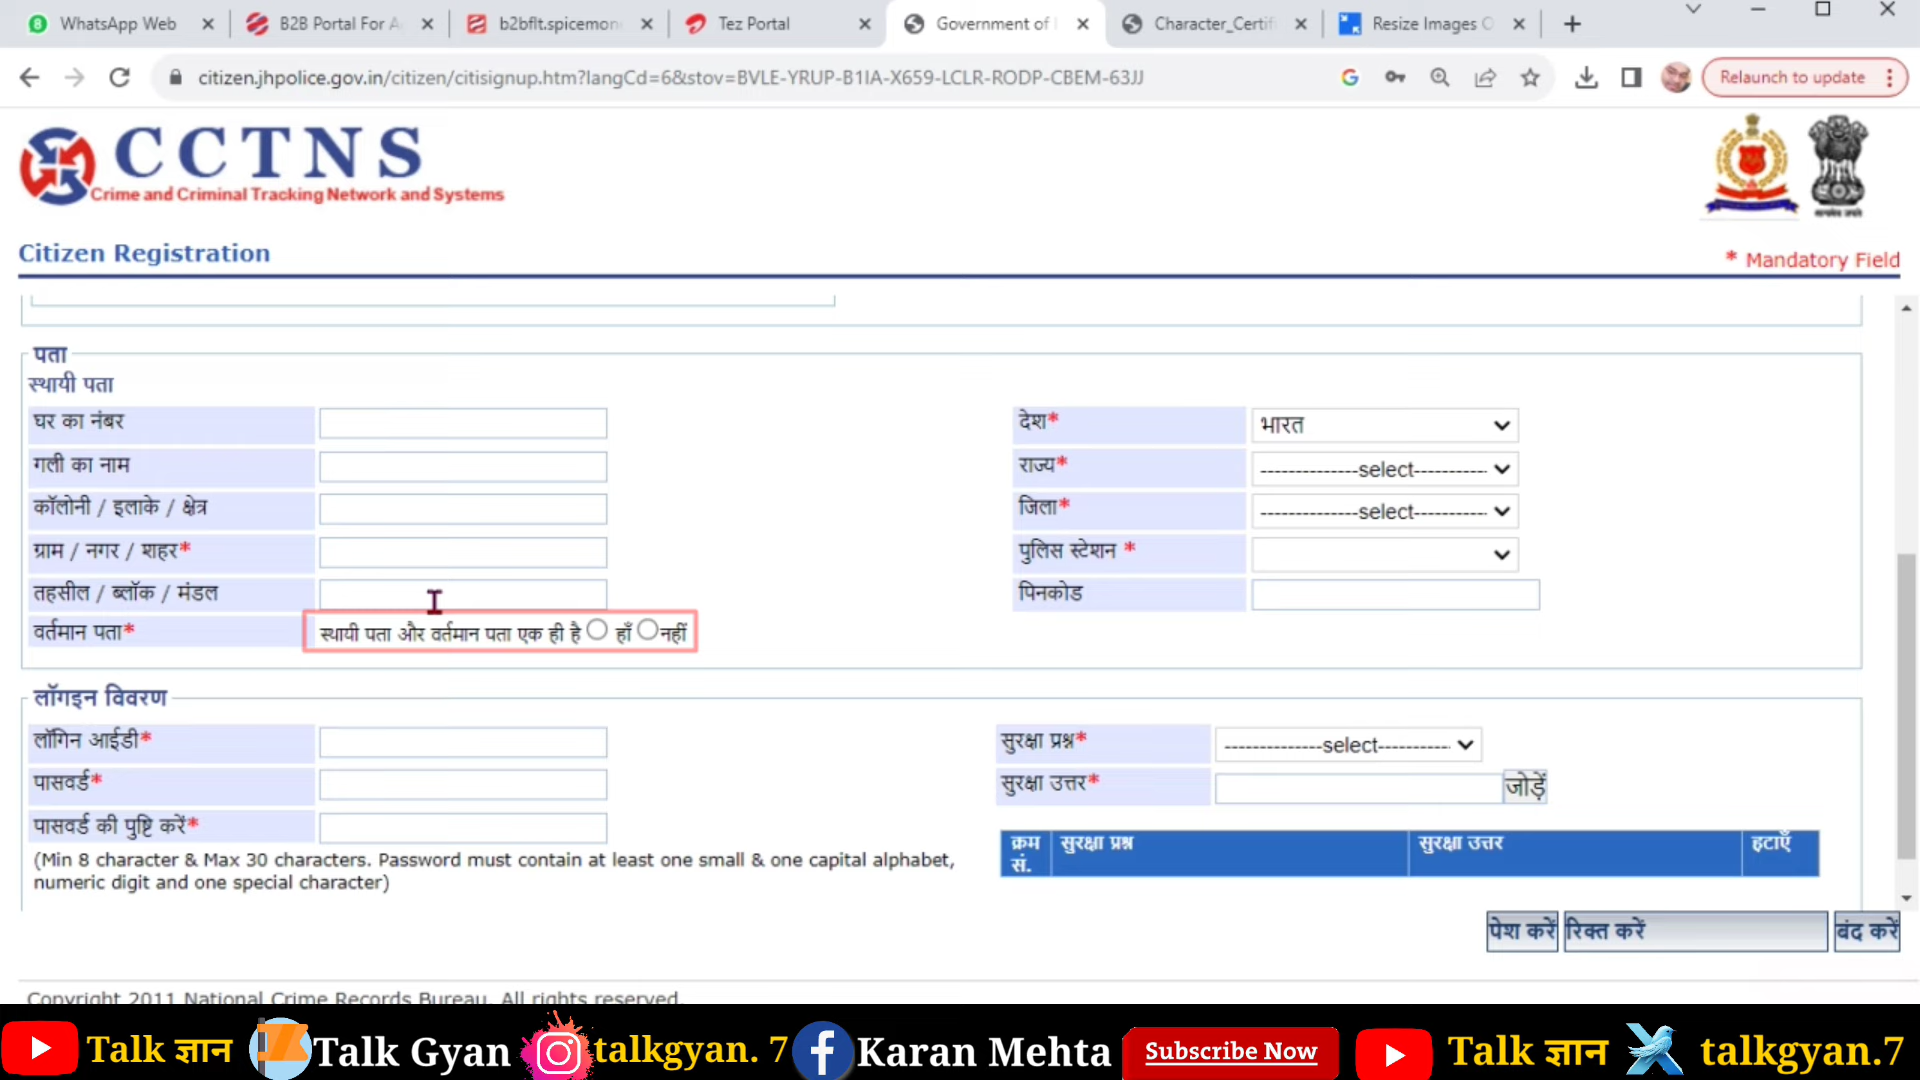 WhatsApp Web
B2B Portal For A
b2bflt.spicemon
Tez Portal
Government of
Character_Certifi
Resize Images O
citizen.jhpolice.gov.in/citizen/citisignup.htm?langCd=6&stov=BVLE-YRUP-B1IA-X659-LCLR-RODP-CBEM-63JJ
Relaunch to update
CCTNS
Crime and Criminal Tracking Network and Systems
सत्यमेव जयते
Citizen Registration
* Mandatory Field
पता
स्थायी पता
घर का नंबर
देश* भारत
गली का नाम
राज्य* --------------select-----------
कॉलोनी / इलाके / क्षेत्र
जिला* --------------select-----------
ग्राम / नगर / शहर*
पुलिस स्टेशन *
तहसील / ब्लॉक / मंडल
पिनकोड
वर्तमान पता* स्थायी पता और वर्तमान पता एक ही है हाँ नहीं
लॉगइन विवरण
लॉगिन आईडी*
सुरक्षा प्रश्न* --------------select-----------
पासवर्ड*
सुरक्षा उत्तर* जोड़ें
पासवर्ड की पुष्टि करें*
(Min 8 character & Max 30 characters. Password must contain at least one small & one capital alphabet,
numeric digit and one special character)
क्रम सं. सुरक्षा प्रश्न सुरक्षा उत्तर हटाएँ
पेश करें रिक्त करें बंद करें
Copyright 2011 National Crime Records Bureau. All rights reserved.
Talk ज्ञान Talk Gyan talkgyan. 7 Karan Mehta Subscribe Now Talk ज्ञान talkgyan.7